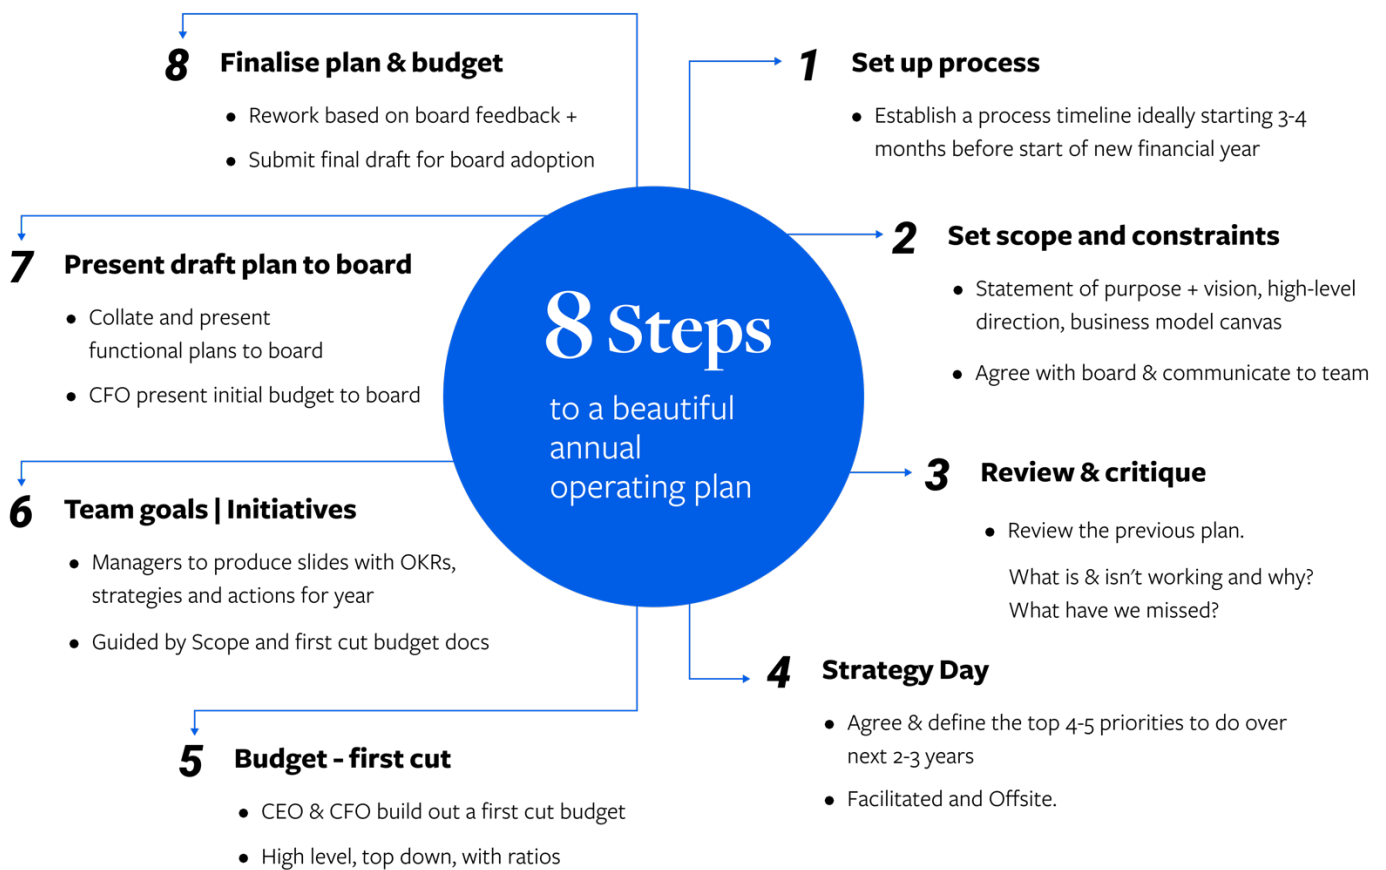 8 Steps
to a beautiful
annual
operating plan
1 Set up process
● Establish a process timeline ideally starting 3-4
months before start of new financial year
2 Set scope and constraints
● Statement of purpose + vision, high-level
direction, business model canvas
● Agree with board & communicate to team
3 Review & critique
● Review the previous plan.
What is & isn't working and why?
What have we missed?
4 Strategy Day
● Agree & define the top 4-5 priorities to do over
next 2-3 years
● Facilitated and Offsite.
5 Budget - first cut
● CEO & CFO build out a first cut budget
● High level, top down, with ratios
6 Team goals | Initiatives
● Managers to produce slides with OKRs,
strategies and actions for year
● Guided by Scope and first cut budget docs
7 Present draft plan to board
● Collate and present
functional plans to board
● CFO present initial budget to board
8 Finalise plan & budget
● Rework based on board feedback +
● Submit final draft for board adoption